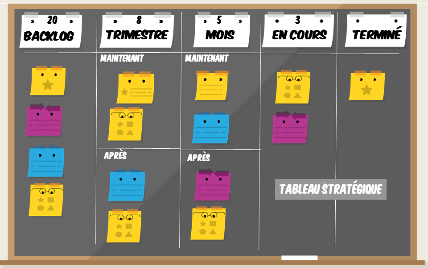 20
BACKLOG
8
TRIMESTRE
5
MOIS
3
EN COURS
TERMINÉ
MAINTENANT
MAINTENANT
APRÈS
APRÈS
TABLEAU STRATÉGIQUE